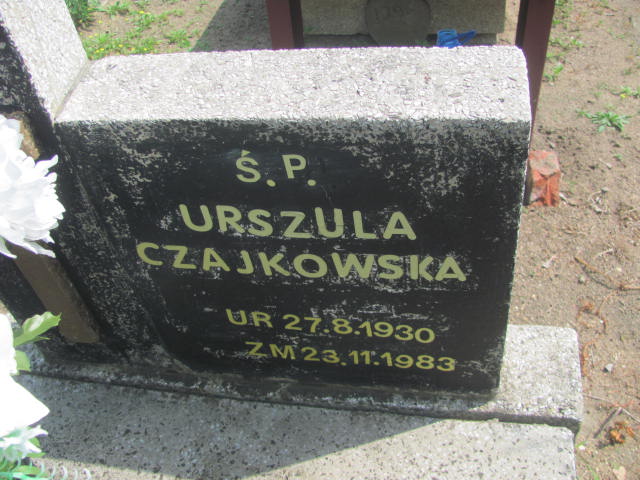 Ś.P.
URSZULA
CZAJKOWSKA
UR 27.8.1930
ZM 23.11.1983